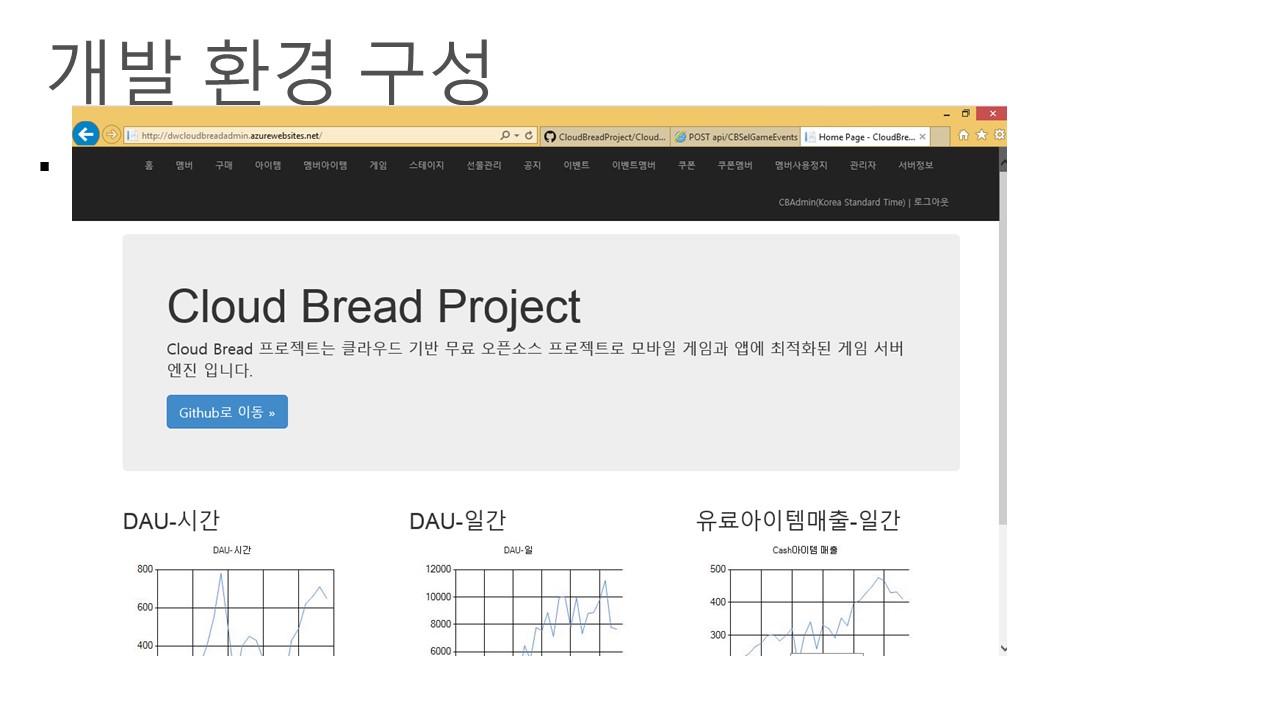 개발 환경 구성
http://dwcloudbreadadmin.azurewebsites.net/
CloudBreadProject/Cloud...
POST api/CBSelGameEvents
Home Page - CloudBre...
홈 멤버 구매 아이템 멤버아이템 게임 스테이지 선물관리 공지 이벤트 이벤트멤버 쿠폰 쿠폰멤버 멤버사용정지 관리자 서버정보
CBAdmin(Korea Standard Time) | 로그아웃
Cloud Bread Project
Cloud Bread 프로젝트는 클라우드 기반 무료 오픈소스 프로젝트로 모바일 게임과 앱에 최적화된 게임 서버
엔진 입니다.
Github로 이동 »
DAU-시간
DAU-시간
800
600
400
DAU-일간
DAU-일
12000
10000
8000
6000
유료아이템매출-일간
Cash아이템 매출
500
400
300